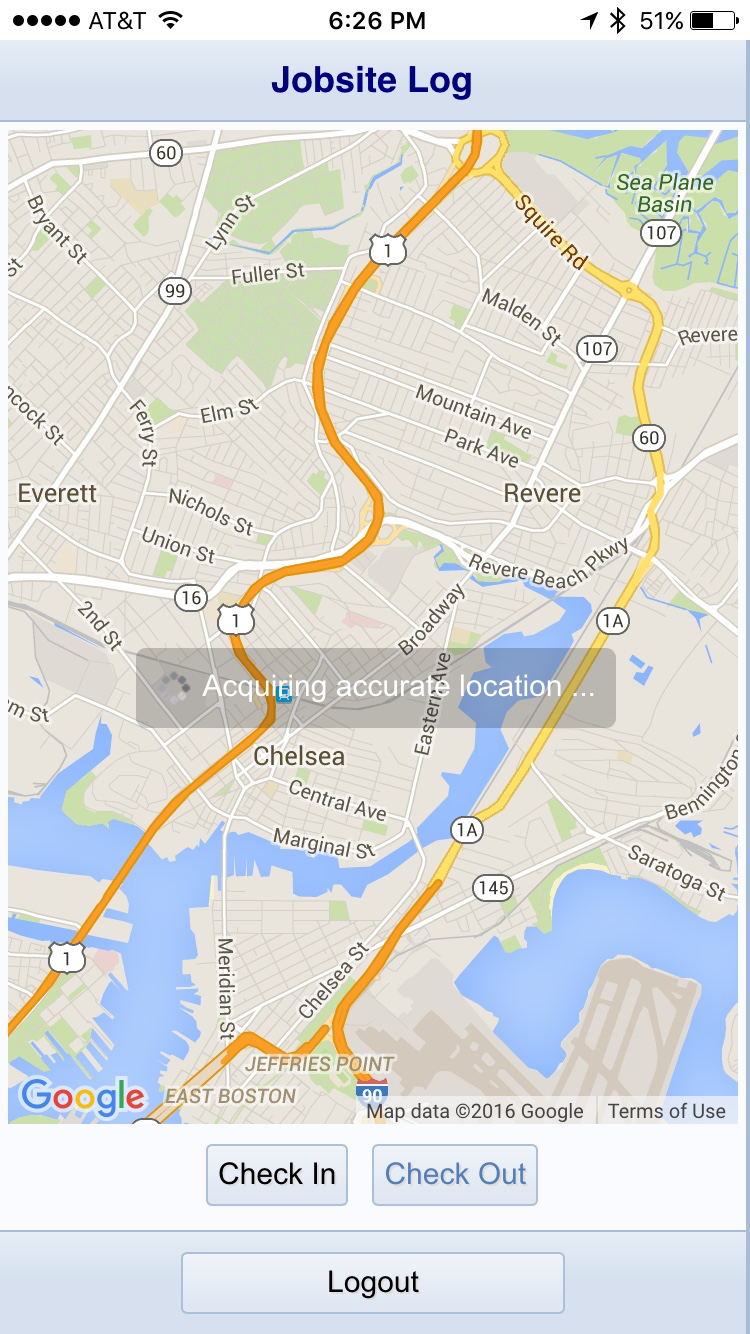 AT&T 6:26 PM 51%
Jobsite Log
60
Sea Plane
Basin
Bryant St
Lynn St
Squire Rd
107
1
St
Fuller St
99
Malden St
Revere
107
ncock St
Ferry St
Elm St
Mountain Ave
Park Ave
60
Everett
Revere
Nichols St
Union St
Revere Beach Pkwy
16
1
2nd St
Broadway
1A
Acquiring accurate location ...
m St
Eastern Ave
Chelsea
Bennington
Central Ave
Marginal St
1A
Saratoga St
145
1
Meridian St
Chelsea St
JEFFRIES POINT
EAST BOSTON
90
Google
Map data ©2016 Google
Terms of Use
Check In
Check Out
Logout